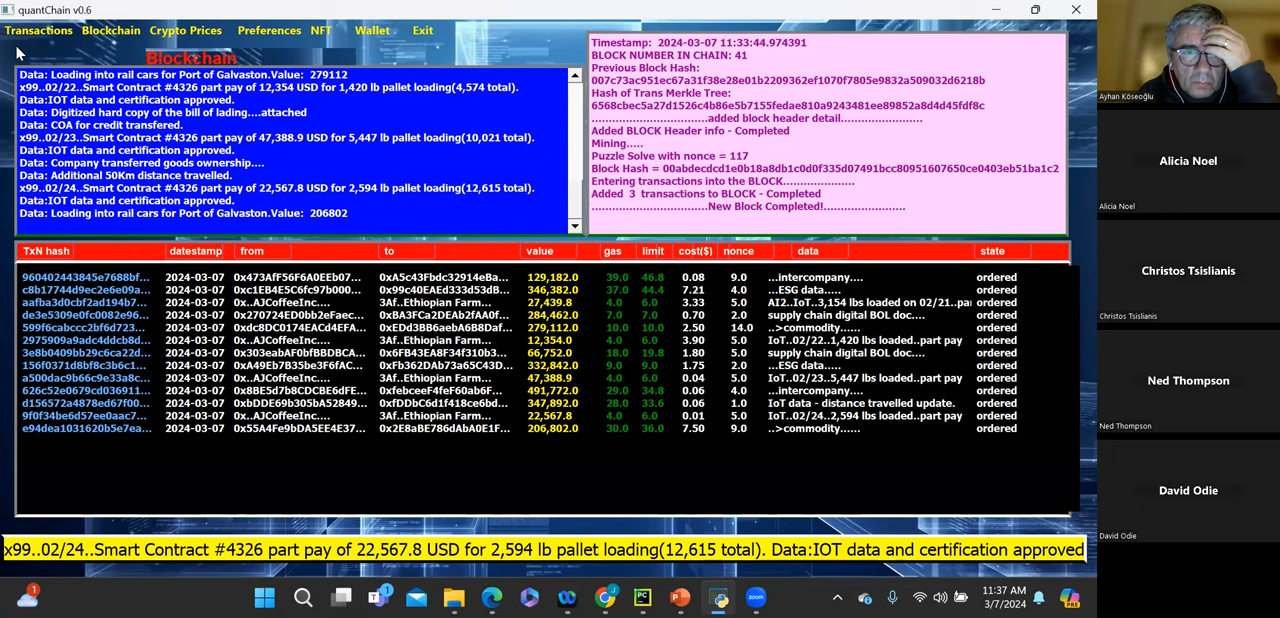 quantChain v0.6
Transactions Blockchain Crypto Prices Preferences NFT Wallet Exit
Blockchain
Data: Loading into rail cars for Port of Galvaston.Value: 279112
x99..02/22..Smart Contract #4326 part pay of 12,354 USD for 1,420 lb pallet loading(4,574 total).
Data:IOT data and certification approved.
Data: Digitized hard copy of the bill of lading....attached
Data: COA for credit transfered.
x99..02/23..Smart Contract #4326 part pay of 47,388.9 USD for 5,447 lb pallet loading(10,021 total).
Data:IOT data and certification approved.
Data: Company transferred goods ownership....
Data: Additional 50Km distance travelled.
x99..02/24..Smart Contract #4326 part pay of 22,567.8 USD for 2,594 lb pallet loading(12,615 total).
Data:IOT data and certification approved.
Data: Loading into rail cars for Port of Galvaston.Value: 206802
Timestamp: 2024-03-07 11:33:44.974391
BLOCK NUMBER IN CHAIN: 41
Previous Block Hash:
007c73ac951ec67a31f38e28e01b2209362ef1070f7805e9832a509032d6218b
Hash of Trans Merkle Tree:
6568cbec5a27d1526c4b86e5b7155fedae810a9243481ee89852a8d4d45fdf8c
................................added block header detail.......................
Added BLOCK Header info - Completed
Mining.....
Puzzle Solve with nonce = 117
Block Hash = 00abdecdcd1e0b18a8db1c0d0f335d07491bcc80951607650ce0403eb51ba1c2
Entering transactions into the BLOCK....................
Added 3 transactions to BLOCK - Completed
................................New Block Completed!.......................
TxN hash datestamp from to value gas limit cost($) nonce data state
960402443845e7688bf... 2024-03-07 0x473AfF56F6A0EEb07... 0xA5c43Fbdc32914eBa... 129,182.0 39.0 46.8 0.08 9.0 ...intercompany.... ordered
c8b17744d9ec2e6e09a... 2024-03-07 0xc1EB4E5C6fc97b000... 0x99c40EAEd333d53dB... 346,382.0 37.0 44.4 7.21 4.0 ...ESG data..... ordered
aafba3d0cbf2ad194b7... 2024-03-07 0x..AJCoffeeInc.... 3Af..Ethiopian Farm... 27,439.8 4.0 6.0 3.33 5.0 AI2..IoT..3,154 lbs loaded on 02/21..pa ordered
de3e5309e0fc0082e96... 2024-03-07 0x270724ED0bb2eFaec... 0xBA3FCa2DEAb2fAA0f... 284,462.0 7.0 7.0 0.70 2.0 supply chain digital BOL doc.... ordered
599f6cabccc2bf6d723... 2024-03-07 0xdc8DC0174EACd4EFA... 0xEDd3BB6aebA6B8Daf... 279,112.0 10.0 10.0 2.50 14.0 ..>commodity...... ordered
2975909a9adc4ddcb8d... 2024-03-07 0x..AJCoffeeInc.... 3Af..Ethiopian Farm... 12,354.0 4.0 6.0 3.90 5.0 IoT..02/22..1,420 lbs loaded..part pay ordered
3e8b0409bb29c6ca22d... 2024-03-07 0x303eabAF0bfBBDBCA... 0x6FB43EA8F34f310b3... 66,752.0 18.0 19.8 1.80 5.0 supply chain digital BOL doc.... ordered
156f0371d8bf8c3b6c1... 2024-03-07 0xA49Eb7B35be3F6fAC... 0xFb362DAb73a65C43D... 332,842.0 9.0 9.0 1.75 2.0 ...ESG data..... ordered
a500dac9b66c9e33a8c... 2024-03-07 0x..AJCoffeeInc.... 3Af..Ethiopian Farm... 47,388.9 4.0 6.0 0.04 5.0 IoT..02/23..5,447 lbs loaded..part pay ordered
626c52e0679cd036911... 2024-03-07 0x8BE5d7b8CDCBE6dFE... 0xfebceeF4feF60ab6F... 491,772.0 29.0 34.8 0.06 4.0 ...intercompany.... ordered
d156572a4878ed67f00... 2024-03-07 0xbDDE69b305bA52849... 0xfDDbC6d1f418ce6bd... 347,892.0 28.0 33.6 0.06 1.0 IoT data - distance travelled update. ordered
9f0f34be6d57ee0aac7... 2024-03-07 0x..AJCoffeeInc.... 3Af..Ethiopian Farm... 22,567.8 4.0 6.0 0.01 5.0 IoT..02/24..2,594 lbs loaded..part pay ordered
e94dea1031620b5e7ea... 2024-03-07 0x55A4Fe9bDA5EE4E37... 0x2E8aBE786dAbA0E1F... 206,802.0 30.0 36.0 7.50 9.0 ..>commodity...... ordered
x99..02/24..Smart Contract #4326 part pay of 22,567.8 USD for 2,594 lb pallet loading(12,615 total). Data:IOT data and certification approved
11:37 AM
3/7/2024
Ayhan Köseoğlu
Alicia Noel
Alicia Noel
Christos Tsislianis
Christos Tsislianis
Ned Thompson
Ned Thompson
David Odie
David Odie
zoom
PC
PRE
1
1